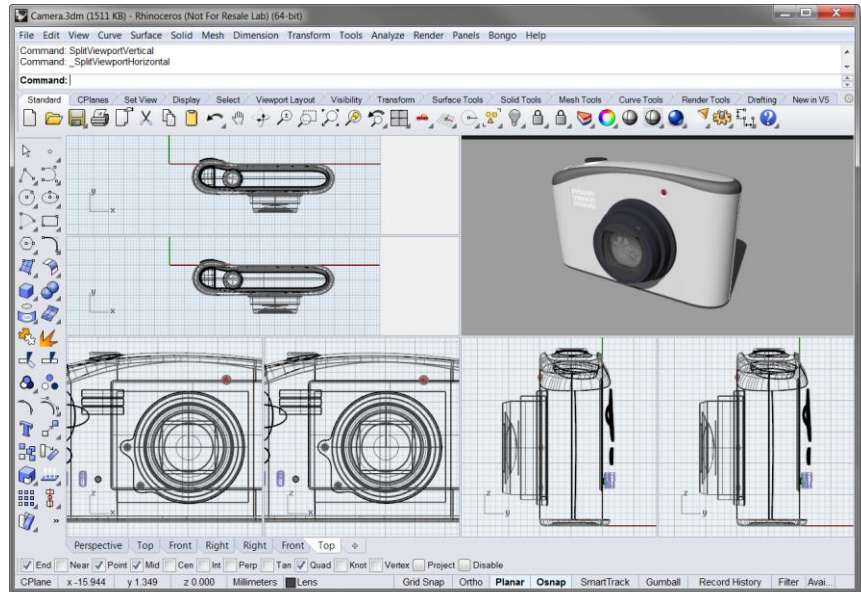 Camera.3dm (1511 KB) - Rhinoceros (Not For Resale Lab) (64-bit)
File Edit View Curve Surface Solid Mesh Dimension Transform Tools Analyze Render Panels Bongo Help
Command: SplitViewportVertical
Command: _SplitViewportHorizontal
Command:
Standard CPlanes Set View Display Select Viewport Layout Visibility Transform Surface Tools Solid Tools Mesh Tools Curve Tools Render Tools Drafting New in V5
y
x
y
x
z
x
z
x
z
y
z
y
Perspective Top Front Right Right Front Top
End Near Point Mid Cen Int Perp Tan Quad Knot Vertex Project Disable
CPlane x -15.944 y 1.349 z 0.000 Millimeters Lens Grid Snap Ortho Planar Osnap SmartTrack Gumball Record History Filter Avai...